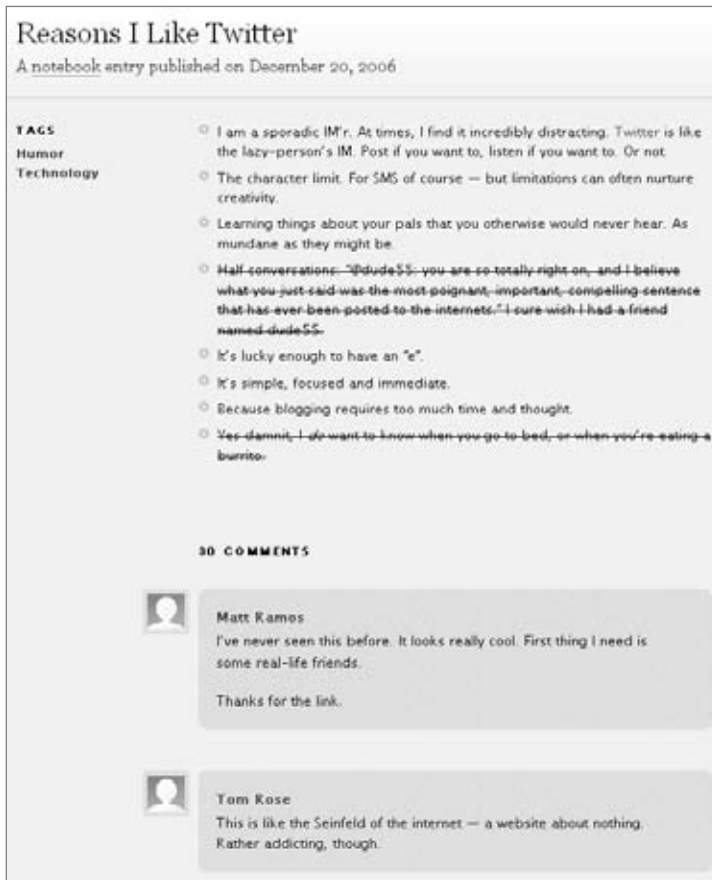 Reasons I Like Twitter
A notebook entry published on December 20, 2006
TAGS
Humor
Technology
I am a sporadic IM'r. At times, I find it incredibly distracting. Twitter is like
the lazy-person's IM. Post if you want to, listen if you want to. Or not.
The character limit. For SMS of course — but limitations can often nurture
creativity.
Learning things about your pals that you otherwise would never hear. As
mundane as they might be.
Half conversations: "@dude55: you are so totally right on, and I believe
what you just said was the most poignant, important, compelling sentence
that has ever been posted to the internets." I sure wish I had a friend
named dude55.
It's lucky enough to have an "e".
It's simple, focused and immediate.
Because blogging requires too much time and thought.
Yes damnit, I do want to know when you go to bed, or when you're eating a
burrito.
30 COMMENTS
Matt Ramos
I've never seen this before. It looks really cool. First thing I need is
some real-life friends.
Thanks for the link.
Tom Rose
This is like the Seinfeld of the internet — a website about nothing.
Rather addicting, though.